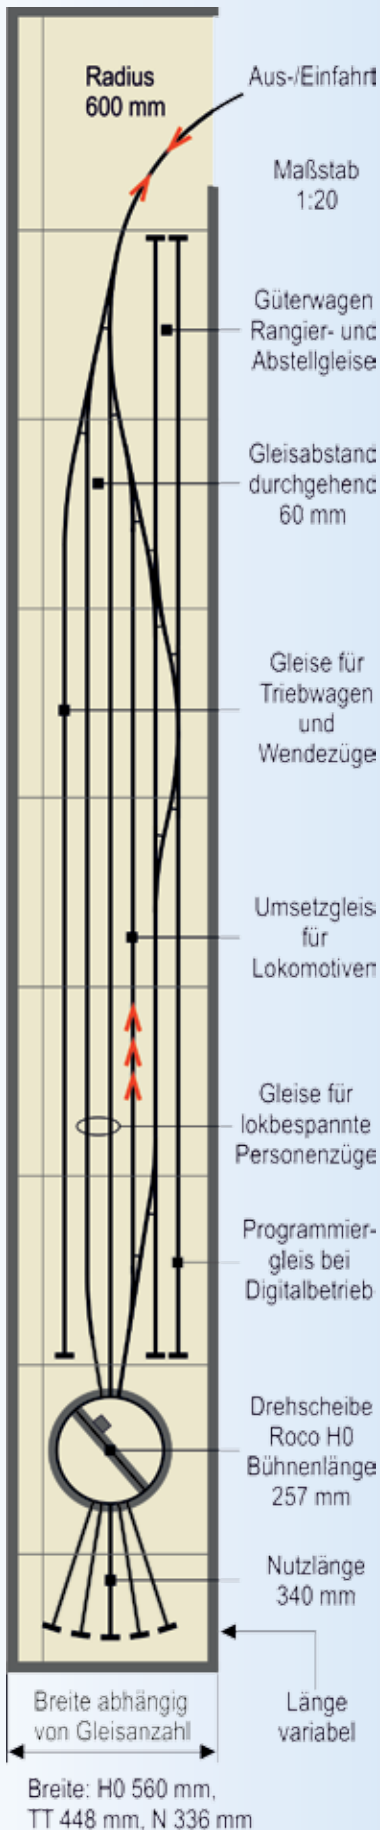 Radius
600 mm
Aus-/Einfahrt
Maßstab
1:20
Güterwagen
Rangier- und
Abstellgleise
Gleisabstand
durchgehend
60 mm
Gleise für
Triebwagen
und
Wendezüge
Umsetzgleis
für
Lokomotiven
Gleise für
lokbespannte
Personenzüge
Programmier-
gleis bei
Digitalbetrieb
Drehscheibe
Roco H0
Bühnenlänge
257 mm
Nutzlänge
340 mm
Breite abhängig
von Gleisanzahl
Länge
variabel
Breite: H0 560 mm,
TT 448 mm, N 336 mm